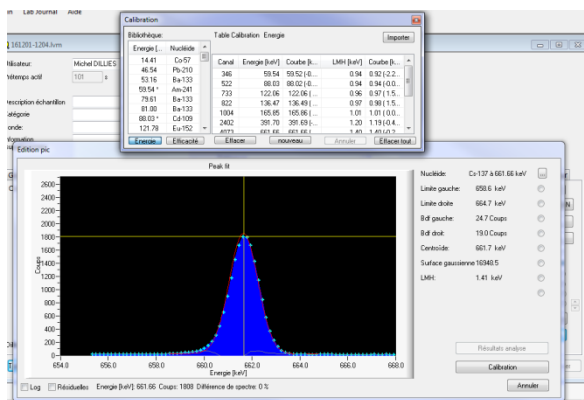 Lab Journal Aide
161201-1204.lvm
Utilisateur: Michel DILLIES
101 s
Calibration
Bibliothèque: Table Calibration Energie Importer
Energie [... Nucléide Canal Energie [keV] Courbe [k... LMH [keV] Courbe [k...
14.41 Co-57
46.54 Pb-210
53.16 Ba-133
59.54 * Am-241
79.61 Ba-133
81.00 Ba-133
88.03 * Cd-109
121.78 Eu-152
346 59.54 59.52 (-0... 0.94 0.92 (-2.2...
522 88.03 88.02 (-0... 0.94 0.94 (-0.0...
733 122.06 122.06 (... 0.96 0.97 ( 1.5...
822 136.47 136.49 ( ... 0.97 0.98 ( 1.5...
1004 165.85 165.86 ( ... 1.01 1.01 ( 0.0...
2402 391.70 391.69 (-... 1.20 1.19 (-0.4...
Energie Efficacité Effacer nouveau Annuler Effacer tout
Edition pic
Peak fit
Coups
2600
2400
2200
2000
1800
1600
1400
1200
1000
800
600
400
200
0
654.0 656.0 658.0 660.0 662.0 664.0 666.0 668.0
Energie [keV]
Nucléide: Cs-137 à 661.66 keV ...
Limite gauche: 658.6 keV
Limite droite 664.7 keV
Bdf gauche: 24.7 Coups
Bdf droit: 19.0 Coups
Centroïde: 661.7 keV
Surface gaussienne 16948.5
LMH: 1.41 keV
Résultats analyse
Calibration
Annuler
Log Résiduelles Energie [keV]: 661.66 Coups: 1808 Différence de spectre: 0 %